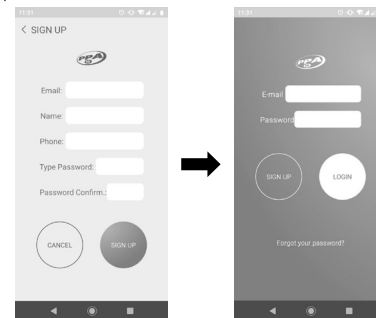 11:31
< SIGN UP
PPA
Email:
Name:
Phone:
Type Password:
Password Confirm.:
CANCEL
SIGN UP
11:31
PPA
E-mail
Password
SIGN UP
LOGIN
Forgot your password?